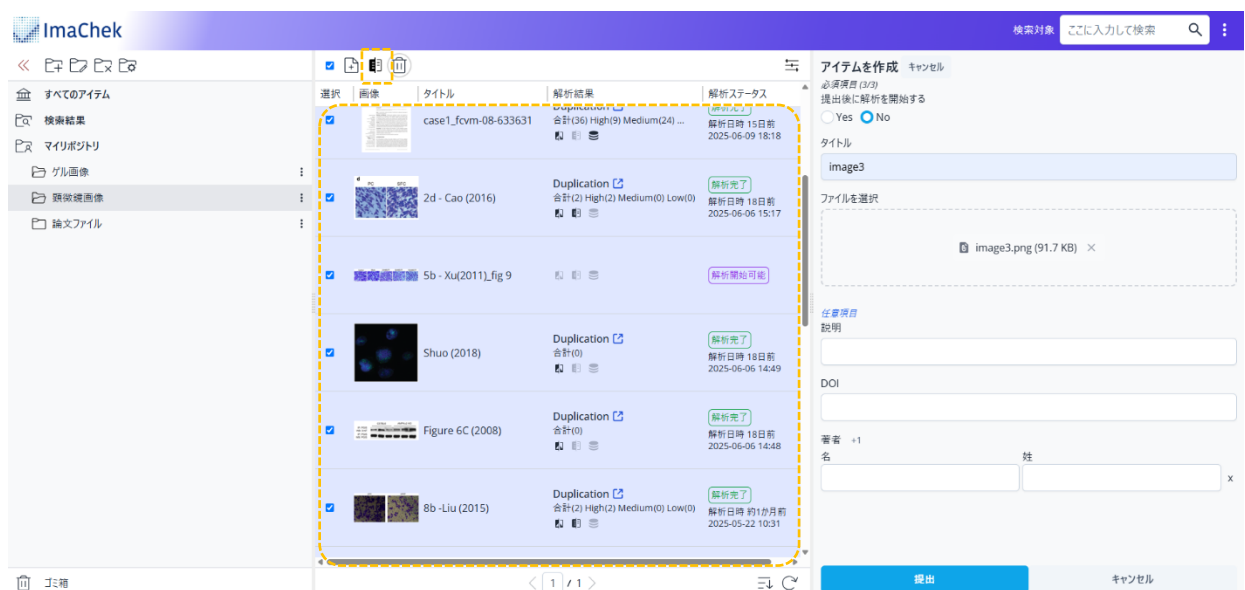 ImaChek
検索対象
ここに入力して検索
すべてのアイテム
検索結果
マイリポジトリ
ゲル画像
顕微鏡画像
論文ファイル
ゴミ箱
選択 画像 タイトル 解析結果 解析ステータス
case1_fcvm-08-633631
Duplication
合計(36) High(9) Medium(24) ...
解析完了
解析日時 15日前
2025-06-09 18:18
2d - Cao (2016)
Duplication
合計(2) High(2) Medium(0) Low(0)
解析完了
解析日時 18日前
2025-06-06 15:17
5b - Xu(2011)_fig 9
解析開始可能
Shuo (2018)
Duplication
合計(0)
解析完了
解析日時 18日前
2025-06-06 14:49
Figure 6C (2008)
Duplication
合計(0)
解析完了
解析日時 18日前
2025-06-06 14:48
8b -Liu (2015)
Duplication
合計(2) High(2) Medium(0) Low(0)
解析完了
解析日時 約1か月前
2025-05-22 10:31
1 / 1
アイテムを作成 キャンセル
必須項目 (3/3)
提出後に解析を開始する
Yes No
タイトル
image3
ファイルを選択
image3.png (91.7 KB) ×
任意項目
説明
DOI
著者 +1
名 姓
x
提出 キャンセル